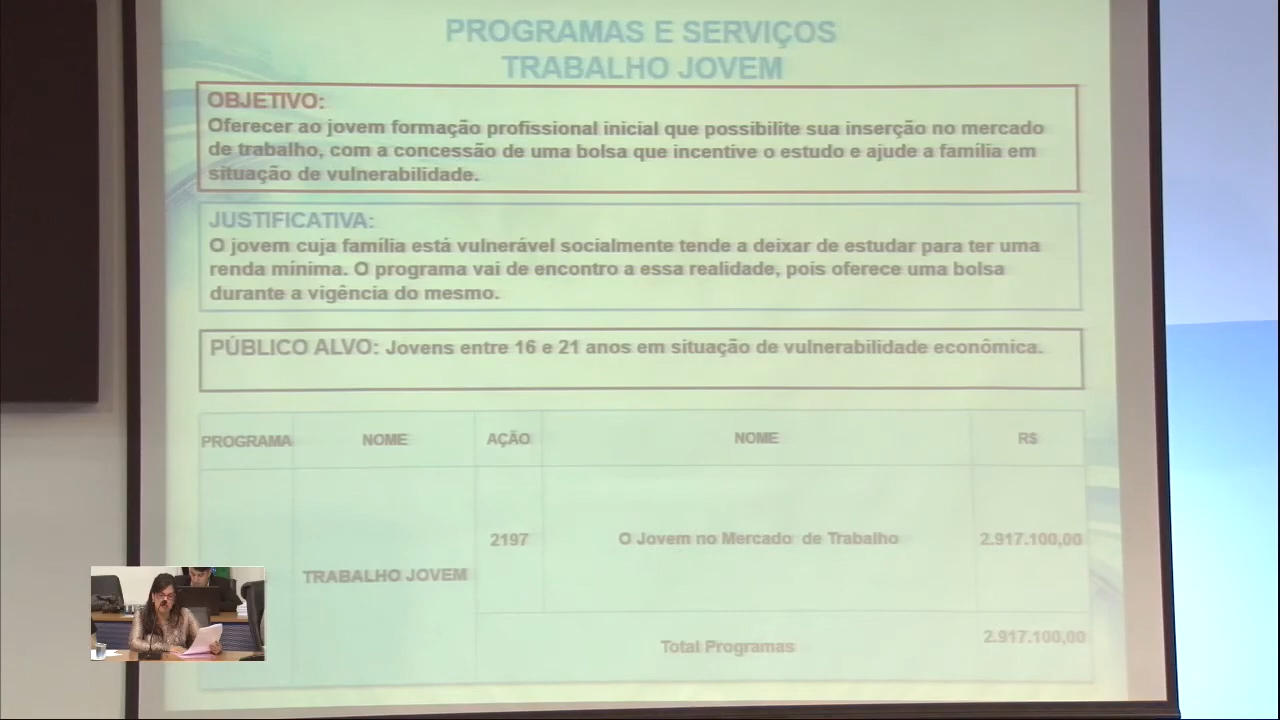 PROGRAMAS E SERVIÇOS
TRABALHO JOVEM
OBJETIVO:
Oferecer ao jovem formação profissional inicial que possibilite sua inserção no mercado
de trabalho, com a concessão de uma bolsa que incentive o estudo e ajude a família em
situação de vulnerabilidade.
JUSTIFICATIVA:
O jovem cuja família está vulnerável socialmente tende a deixar de estudar para ter uma
renda mínima. O programa vai de encontro a essa realidade, pois oferece uma bolsa
durante a vigência do mesmo.
PÚBLICO ALVO: Jovens entre 16 e 21 anos em situação de vulnerabilidade econômica.
PROGRAMA NOME AÇÃO NOME R$
2197 O Jovem no Mercado de Trabalho 2.917.100,00
TRABALHO JOVEM
Total Programas 2.917.100,00